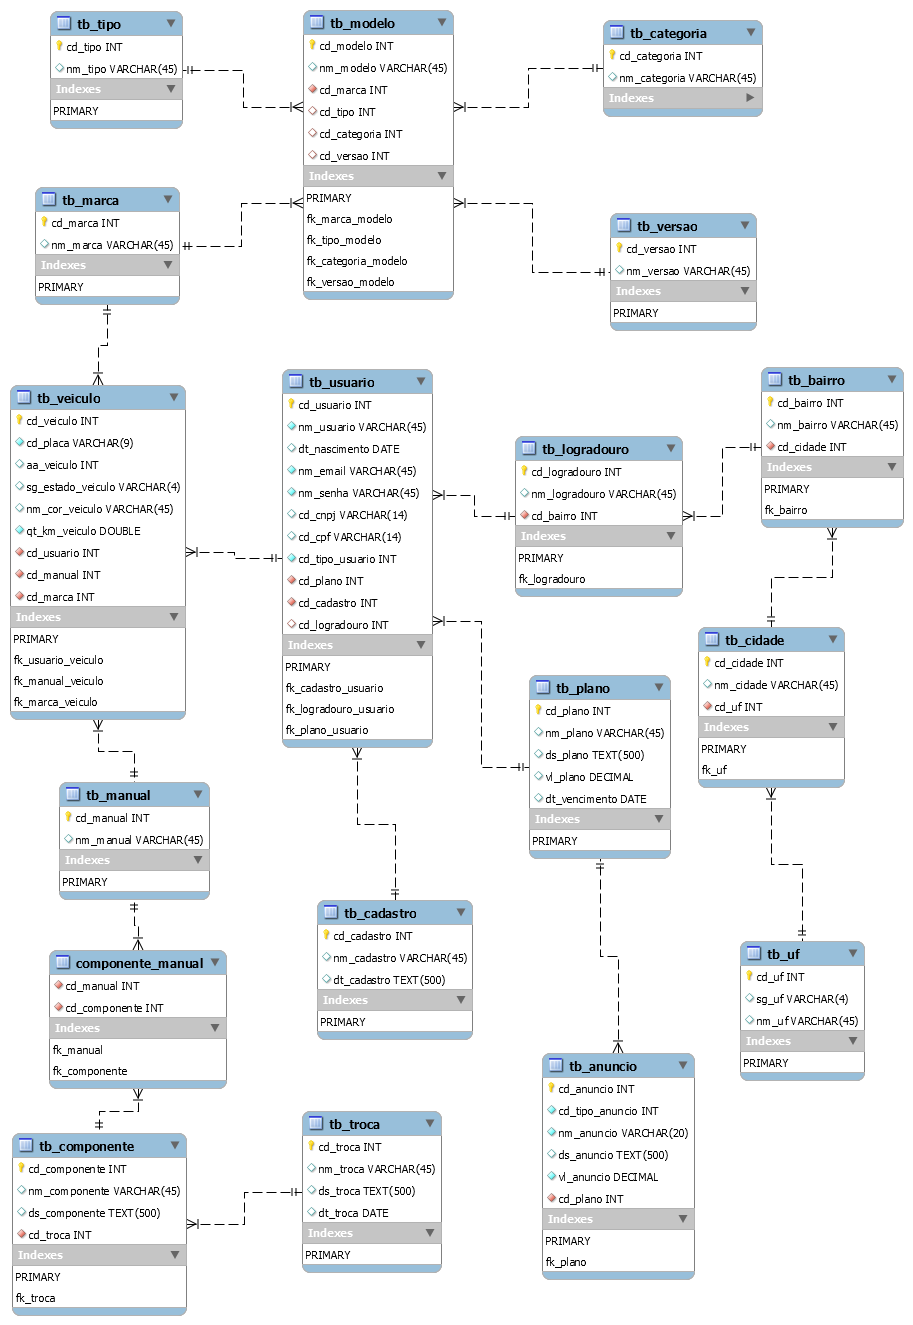 tb_tipo
cd_tipo INT
nm_tipo VARCHAR(45)
Indexes
PRIMARY
tb_modelo
cd_modelo INT
nm_modelo VARCHAR(45)
cd_marca INT
cd_tipo INT
cd_categoria INT
cd_versao INT
Indexes
PRIMARY
fk_marca_modelo
fk_tipo_modelo
fk_categoria_modelo
fk_versao_modelo
tb_categoria
cd_categoria INT
nm_categoria VARCHAR(45)
Indexes
tb_marca
cd_marca INT
nm_marca VARCHAR(45)
Indexes
PRIMARY
tb_versao
cd_versao INT
nm_versao VARCHAR(45)
Indexes
PRIMARY
tb_veiculo
cd_veiculo INT
cd_placa VARCHAR(9)
aa_veiculo INT
sg_estado_veiculo VARCHAR(4)
nm_cor_veiculo VARCHAR(45)
qt_km_veiculo DOUBLE
cd_usuario INT
cd_manual INT
cd_marca INT
Indexes
PRIMARY
fk_usuario_veiculo
fk_manual_veiculo
fk_marca_veiculo
tb_usuario
cd_usuario INT
nm_usuario VARCHAR(45)
dt_nascimento DATE
nm_email VARCHAR(45)
nm_senha VARCHAR(45)
cd_cnpj VARCHAR(14)
cd_cpf VARCHAR(14)
cd_tipo_usuario INT
cd_plano INT
cd_cadastro INT
cd_logradouro INT
Indexes
PRIMARY
fk_cadastro_usuario
fk_logradouro_usuario
fk_plano_usuario
tb_logradouro
cd_logradouro INT
nm_logradouro VARCHAR(45)
cd_bairro INT
Indexes
PRIMARY
fk_logradouro
tb_bairro
cd_bairro INT
nm_bairro VARCHAR(45)
cd_cidade INT
Indexes
PRIMARY
fk_bairro
tb_cidade
cd_cidade INT
nm_cidade VARCHAR(45)
cd_uf INT
Indexes
PRIMARY
fk_uf
tb_plano
cd_plano INT
nm_plano VARCHAR(45)
ds_plano TEXT(500)
vl_plano DECIMAL
dt_vencimento DATE
Indexes
PRIMARY
tb_manual
cd_manual INT
nm_manual VARCHAR(45)
Indexes
PRIMARY
tb_cadastro
cd_cadastro INT
nm_cadastro VARCHAR(45)
dt_cadastro TEXT(500)
Indexes
PRIMARY
tb_uf
cd_uf INT
sg_uf VARCHAR(4)
nm_uf VARCHAR(45)
Indexes
PRIMARY
componente_manual
cd_manual INT
cd_componente INT
Indexes
fk_manual
fk_componente
tb_anuncio
cd_anuncio INT
cd_tipo_anuncio INT
nm_anuncio VARCHAR(20)
ds_anuncio TEXT(500)
vl_anuncio DECIMAL
cd_plano INT
Indexes
PRIMARY
fk_plano
tb_componente
cd_componente INT
nm_componente VARCHAR(45)
ds_componente TEXT(500)
cd_troca INT
Indexes
PRIMARY
fk_troca
tb_troca
cd_troca INT
nm_troca VARCHAR(45)
ds_troca TEXT(500)
dt_troca DATE
Indexes
PRIMARY